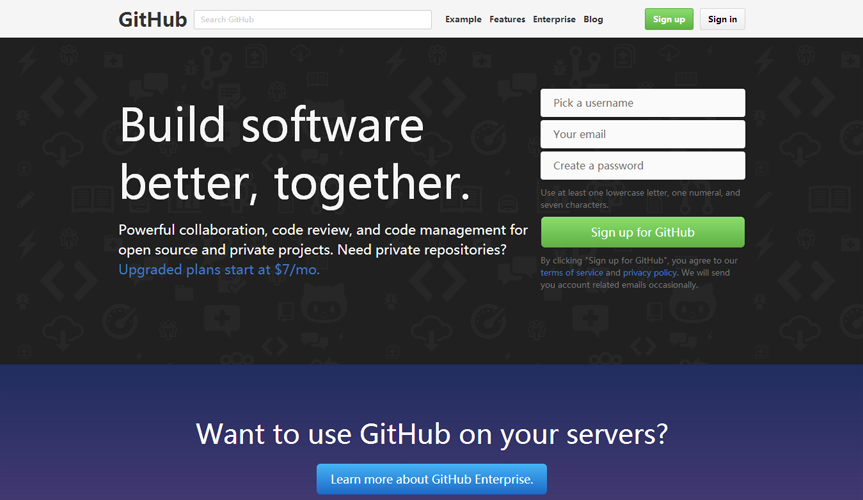 GitHub
Search GitHub
Example Features Enterprise Blog
Sign up
Sign in
Build software
better, together.
Powerful collaboration, code review, and code management for
open source and private projects. Need private repositories?
Upgraded plans start at $7/mo.
Pick a username
Your email
Create a password
Use at least one lowercase letter, one numeral, and
seven characters.
Sign up for GitHub
By clicking "Sign up for GitHub", you agree to our
terms of service and privacy policy. We will send
you account related emails occasionally.
Want to use GitHub on your servers?
Learn more about GitHub Enterprise.